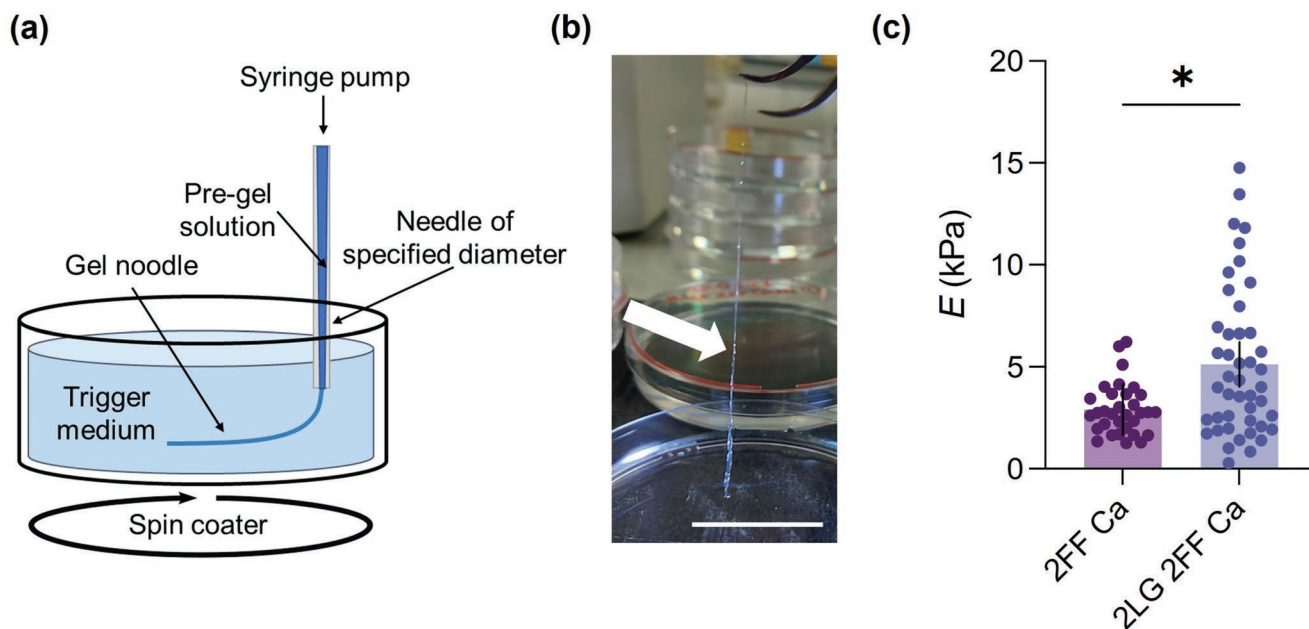 (a)
Syringe pump
Pre-gel
solution
Needle of
specified diameter
Gel noodle
Trigger
medium
Spin coater
(b)
(c)
20
*
15
10
5
0
E (kPa)
2FF Ca
2LG 2FF Ca